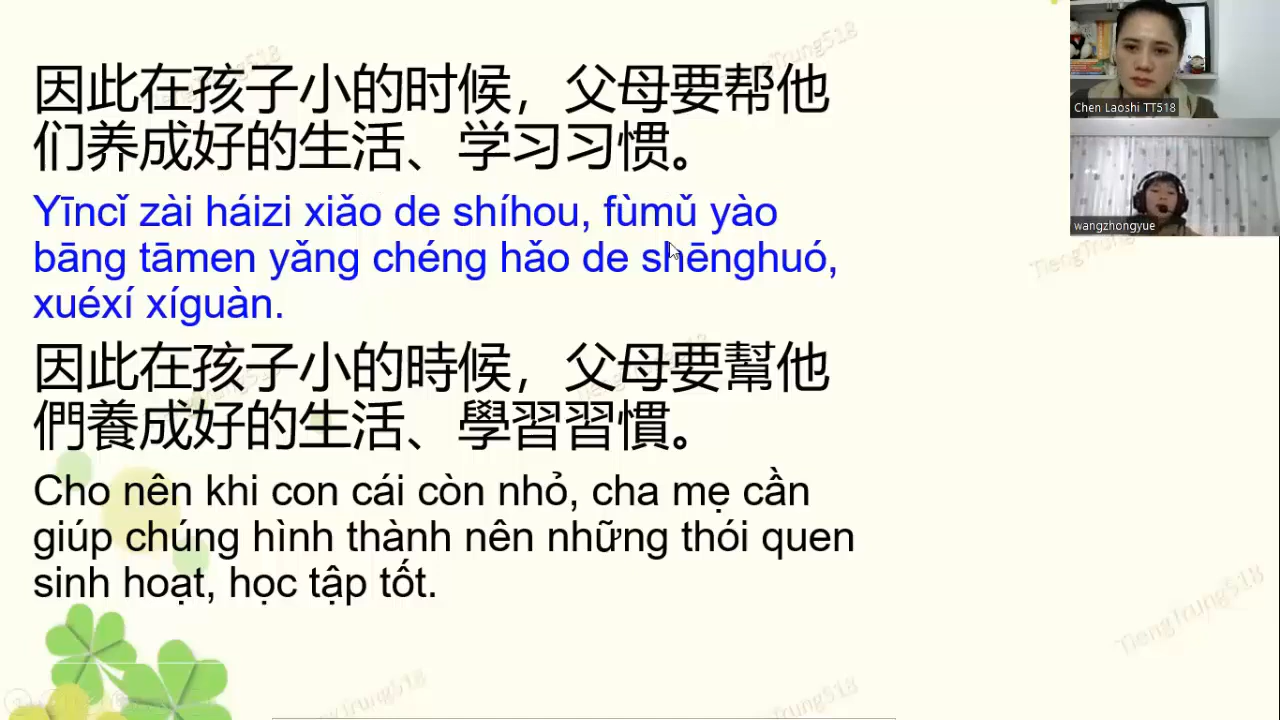 因此在孩子小的时候，父母要帮他
们养成好的生活、学习习惯。
Yīncǐ zài háizi xiǎo de shíhou, fùmǔ yào
bāng tāmen yǎng chéng hǎo de shēnghuó,
xuéxí xíguàn.
因此在孩子小的時候，父母要幫他
們養成好的生活、學習習慣。
Cho nên khi con cái còn nhỏ, cha mẹ cần
giúp chúng hình thành nên những thói quen
sinh hoạt, học tập tốt.
Chen Laoshi TT518
wangzhongyue
TiengTrung518
TiengTrung518